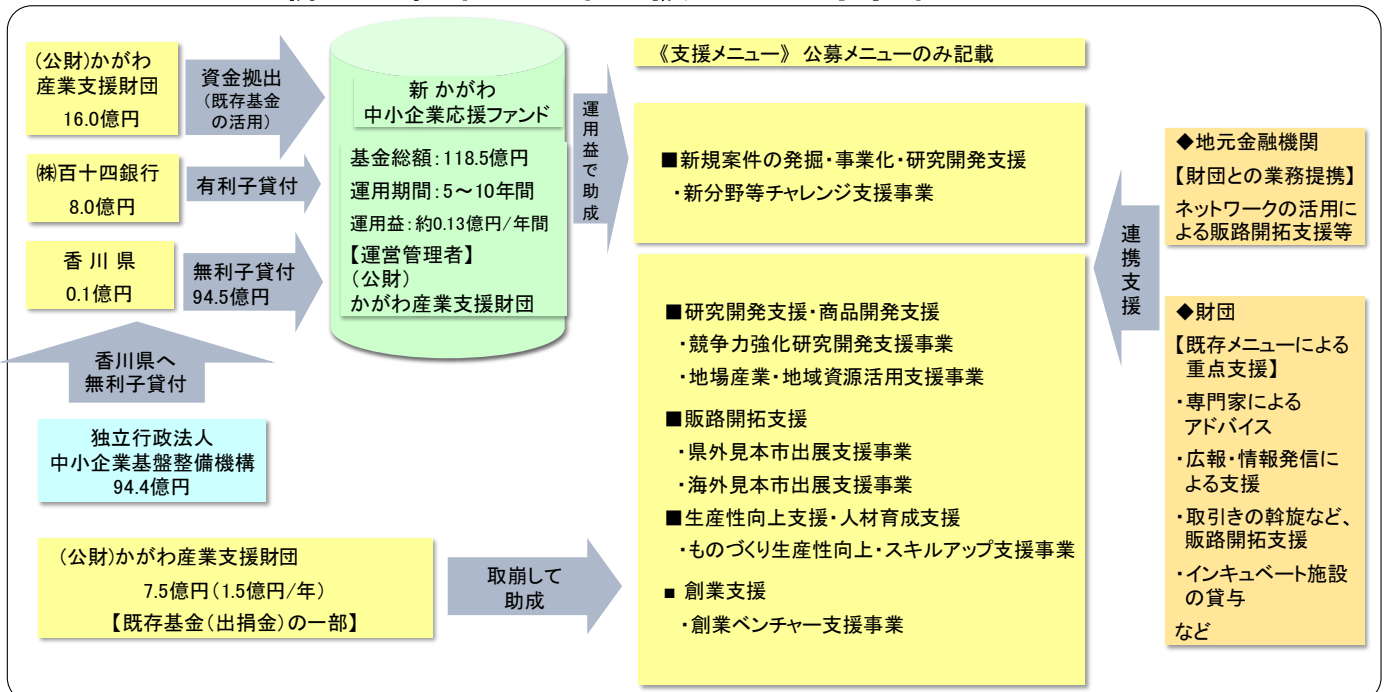 (公財)かがわ
産業支援財団
16.0億円
資金拠出
(既存基金
の活用)
㈱百十四銀行
8.0億円
有利子貸付
香 川 県
0.1億円
無利子貸付
94.5億円
香川県へ
無利子貸付
独立行政法人
中小企業基盤整備機構
94.4億円
新 かがわ
中小企業応援ファンド
基金総額:118.5億円
運用期間:5~10年間
運用益:約0.13億円/年間
【運営管理者】
(公財)
かがわ産業支援財団
運用益で助成
(公財)かがわ産業支援財団
7.5億円(1.5億円/年)
【既存基金(出捐金)の一部】
取崩して
助成
《支援メニュー》 公募メニューのみ記載
■新規案件の発掘・事業化・研究開発支援
・新分野等チャレンジ支援事業
■研究開発支援・商品開発支援
・競争力強化研究開発支援事業
・地場産業・地域資源活用支援事業
■販路開拓支援
・県外見本市出展支援事業
・海外見本市出展支援事業
■生産性向上支援・人材育成支援
・ものづくり生産性向上・スキルアップ支援事業
■ 創業支援
・創業ベンチャー支援事業
連携支援
◆地元金融機関
【財団との業務提携】
ネットワークの活用に
よる販路開拓支援等
◆財団
【既存メニューによる
重点支援】
・専門家による
アドバイス
・広報・情報発信に
よる支援
・取引きの斡旋など、
販路開拓支援
・インキュベート施設
の貸与
など